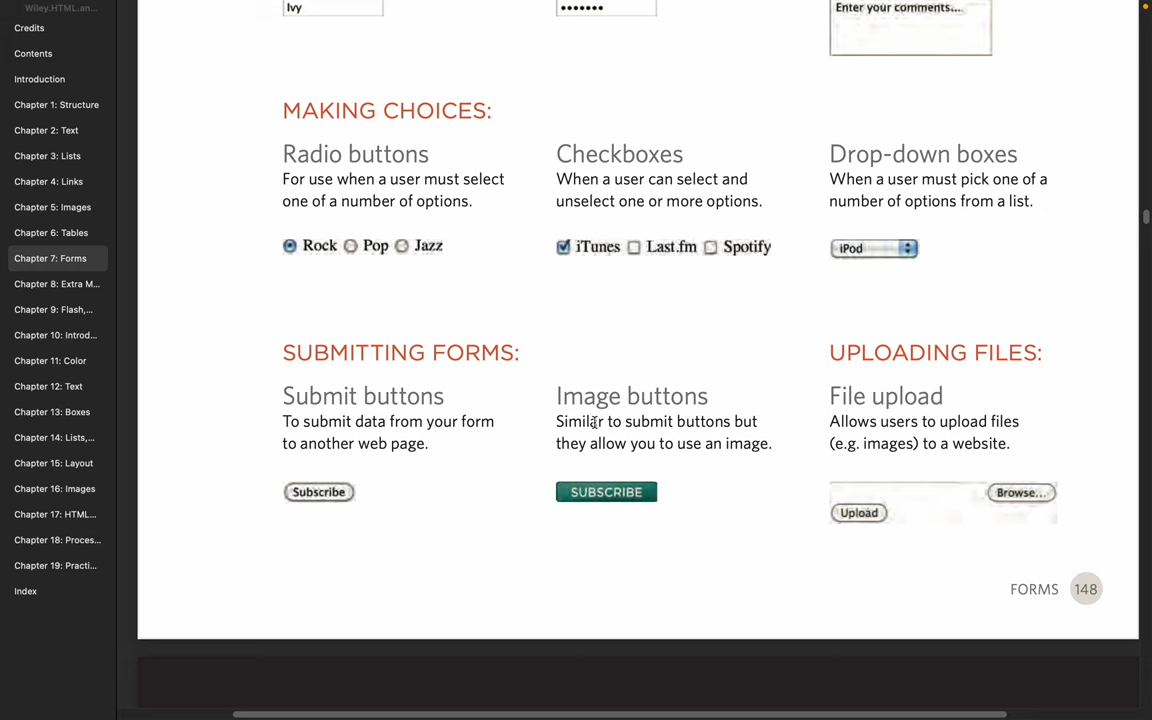 Wiley.HTML.an...
Credits
Contents
Introduction
Chapter 1: Structure
Chapter 2: Text
Chapter 3: Lists
Chapter 4: Links
Chapter 5: Images
Chapter 6: Tables
Chapter 7: Forms
Chapter 8: Extra M...
Chapter 9: Flash,...
Chapter 10: Introd...
Chapter 11: Color
Chapter 12: Text
Chapter 13: Boxes
Chapter 14: Lists,...
Chapter 15: Layout
Chapter 16: Images
Chapter 17: HTML...
Chapter 18: Proces...
Chapter 19: Practi...
Index
Ivy
•••••••
Enter your comments...
MAKING CHOICES:
Radio buttons
For use when a user must select
one of a number of options.
Rock Pop Jazz
Checkboxes
When a user can select and
unselect one or more options.
iTunes Last.fm Spotify
Drop-down boxes
When a user must pick one of a
number of options from a list.
iPod
SUBMITTING FORMS:
Submit buttons
To submit data from your form
to another web page.
Subscribe
Image buttons
Similar to submit buttons but
they allow you to use an image.
SUBSCRIBE
UPLOADING FILES:
File upload
Allows users to upload files
(e.g. images) to a website.
Browse...
Upload
FORMS 148